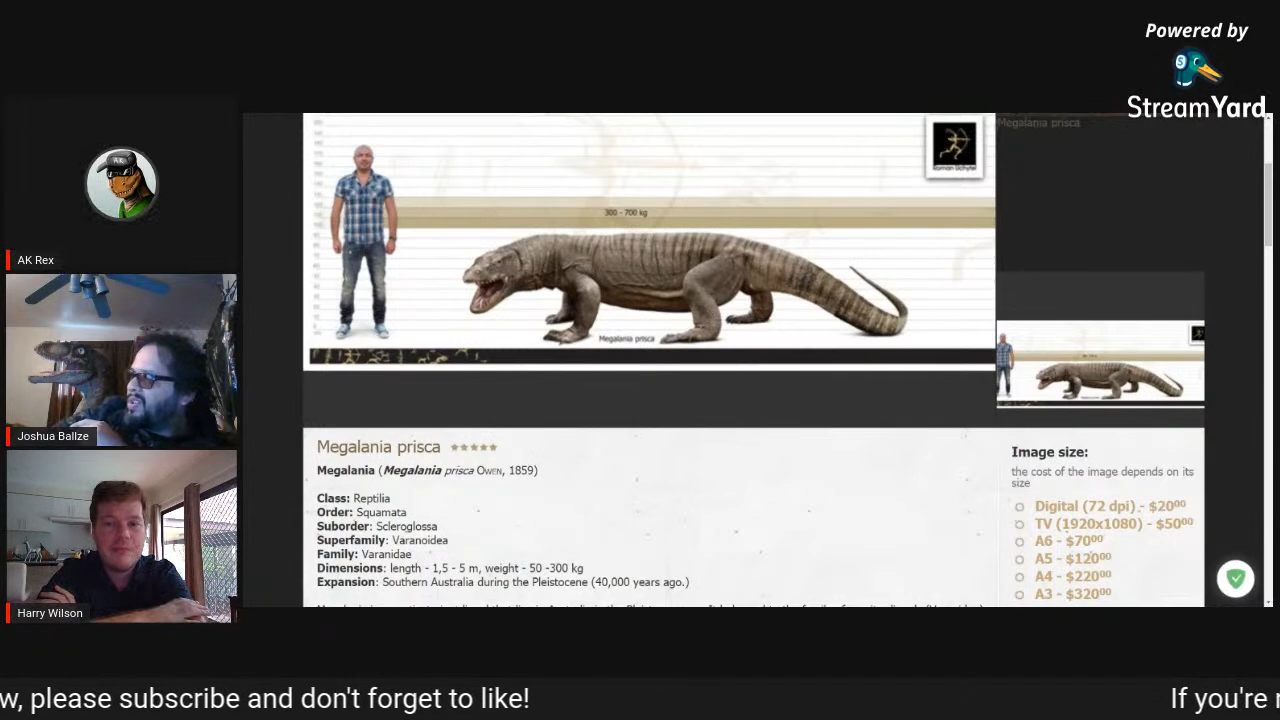 Powered by
StreamYard
AK Rex
Joshua Ballze
Harry Wilson
Megalania prisca
300 - 700 kg
Roman Uchytel
Megalania prisca
Megalania prisca
Megalania (Megalania prisca OWEN, 1859)
Class: Reptilia
Order: Squamata
Suborder: Scleroglossa
Superfamily: Varanoidea
Family: Varanidae
Dimensions: length - 1,5 - 5 m, weight - 50 -300 kg
Expansion: Southern Australia during the Pleistocene (40,000 years ago.)
Image size:
the cost of the image depends on its
size
Digital (72 dpi) - $20⁰⁰
TV (1920x1080) - $50⁰⁰
A6 - $70⁰⁰
A5 - $120⁰⁰
A4 - $220⁰⁰
A3 - $320⁰⁰
w, please subscribe and don't forget to like!
If you're